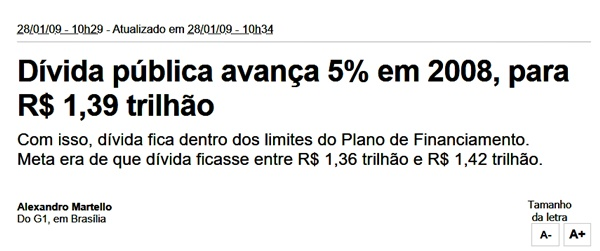 28/01/09 - 10h29 - Atualizado em 28/01/09 - 10h34
Dívida pública avança 5% em 2008, para
R$ 1,39 trilhão
Com isso, dívida fica dentro dos limites do Plano de Financiamento.
Meta era de que dívida ficasse entre R$ 1,36 trilhão e R$ 1,42 trilhão.
Alexandro Martello
Do G1, em Brasília
Tamanho
da letra
A- A+